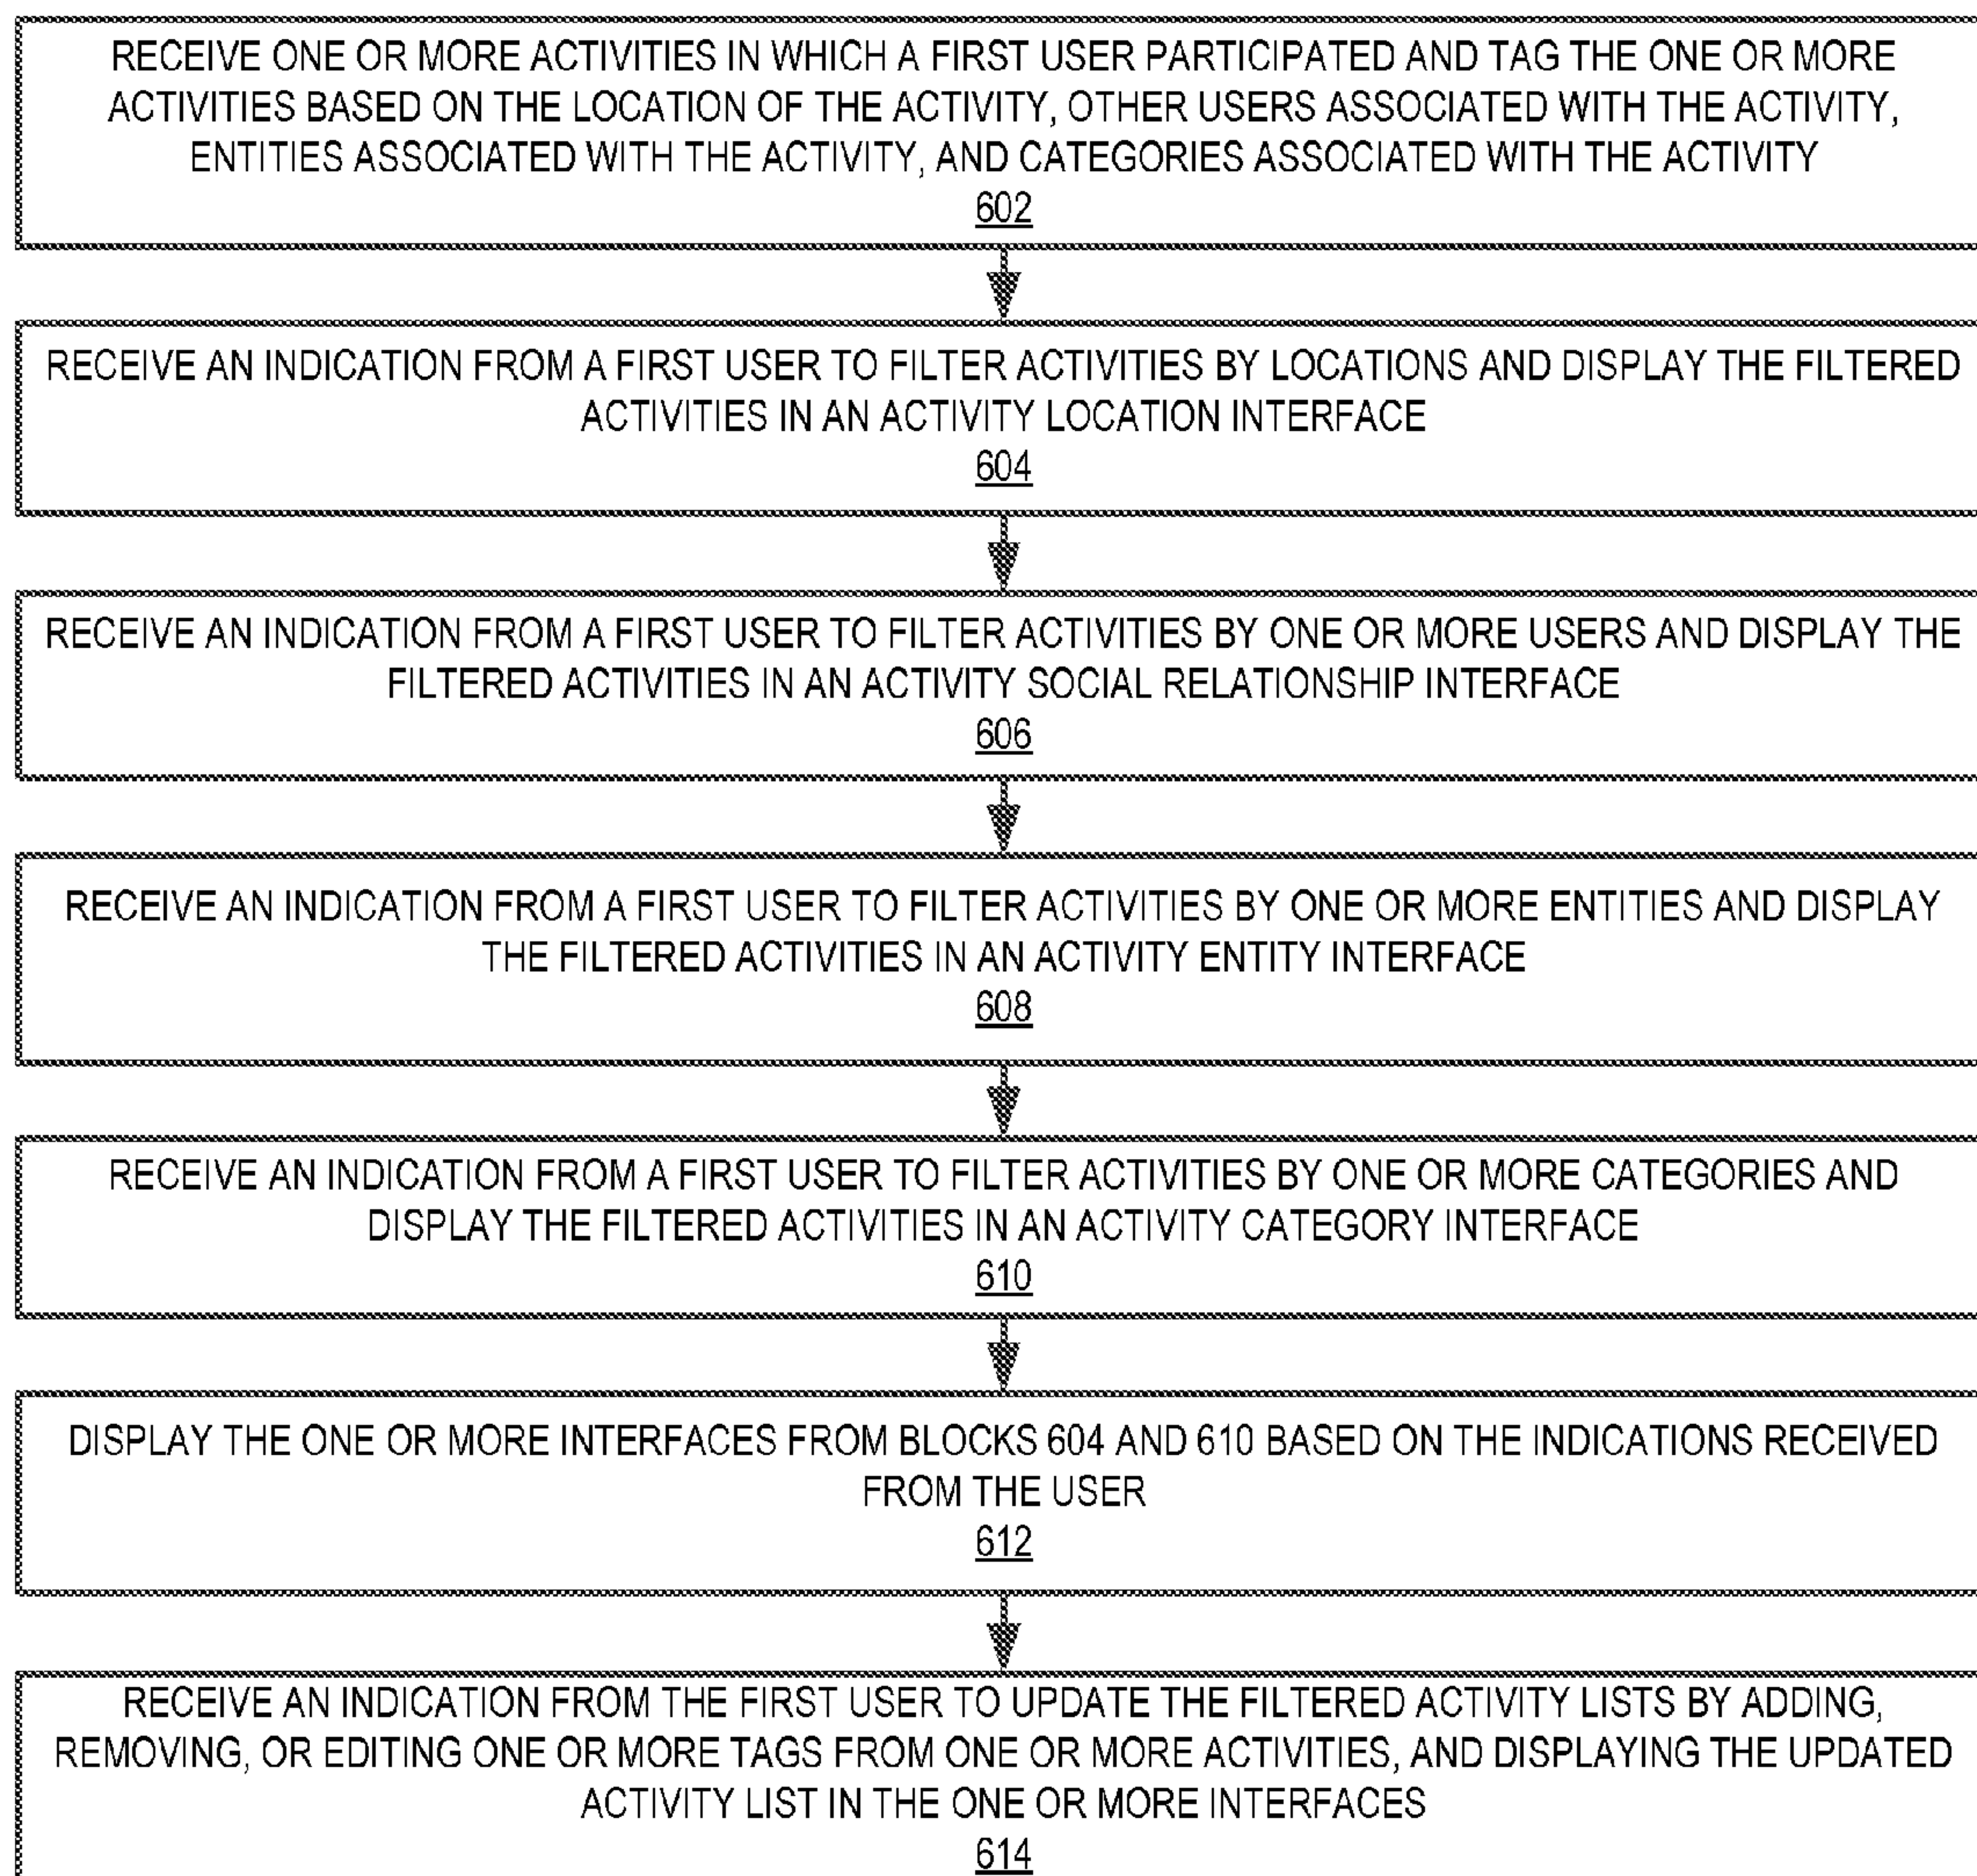 RECEIVE ONE OR MORE ACTIVITIES IN WHICH A FIRST USER PARTICIPATED AND TAG THE ONE OR MORE
ACTIVITIES BASED ON THE LOCATION OF THE ACTIVITY, OTHER USERS ASSOCIATED WITH THE ACTIVITY,
ENTITIES ASSOCIATED WITH THE ACTIVITY, AND CATEGORIES ASSOCIATED WITH THE ACTIVITY
602
RECEIVE AN INDICATION FROM A FIRST USER TO FILTER ACTIVITIES BY LOCATIONS AND DISPLAY THE FILTERED
ACTIVITIES IN AN ACTIVITY LOCATION INTERFACE
604
RECEIVE AN INDICATION FROM A FIRST USER TO FILTER ACTIVITIES BY ONE OR MORE USERS AND DISPLAY THE
FILTERED ACTIVITIES IN AN ACTIVITY SOCIAL RELATIONSHIP INTERFACE
606
RECEIVE AN INDICATION FROM A FIRST USER TO FILTER ACTIVITIES BY ONE OR MORE ENTITIES AND DISPLAY
THE FILTERED ACTIVITIES IN AN ACTIVITY ENTITY INTERFACE
608
RECEIVE AN INDICATION FROM A FIRST USER TO FILTER ACTIVITIES BY ONE OR MORE CATEGORIES AND
DISPLAY THE FILTERED ACTIVITIES IN AN ACTIVITY CATEGORY INTERFACE
610
DISPLAY THE ONE OR MORE INTERFACES FROM BLOCKS 604 AND 610 BASED ON THE INDICATIONS RECEIVED
FROM THE USER
612
RECEIVE AN INDICATION FROM THE FIRST USER TO UPDATE THE FILTERED ACTIVITY LISTS BY ADDING,
REMOVING, OR EDITING ONE OR MORE TAGS FROM ONE OR MORE ACTIVITIES, AND DISPLAYING THE UPDATED
ACTIVITY LIST IN THE ONE OR MORE INTERFACES
614